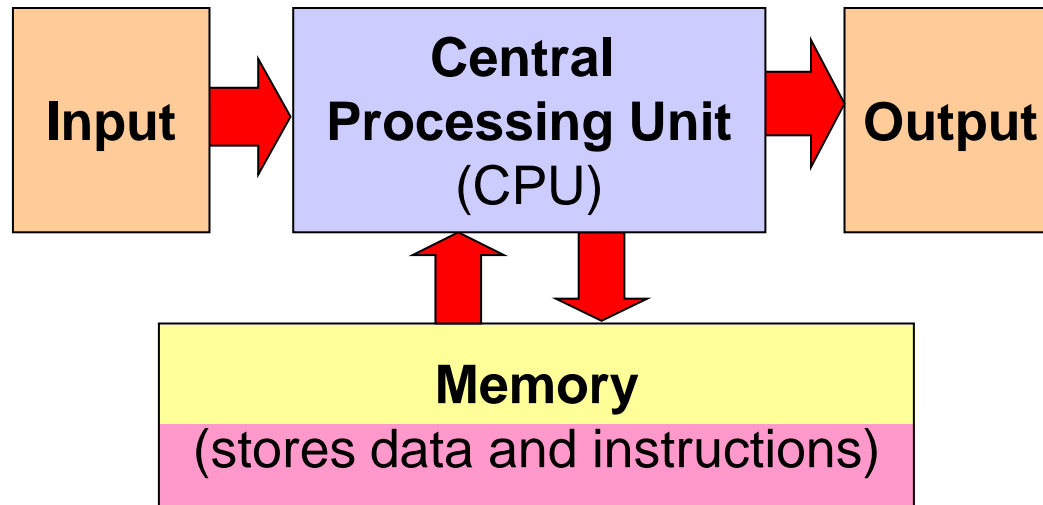 Input
Central
Processing Unit
(CPU)
Output
Memory
(stores data and instructions)